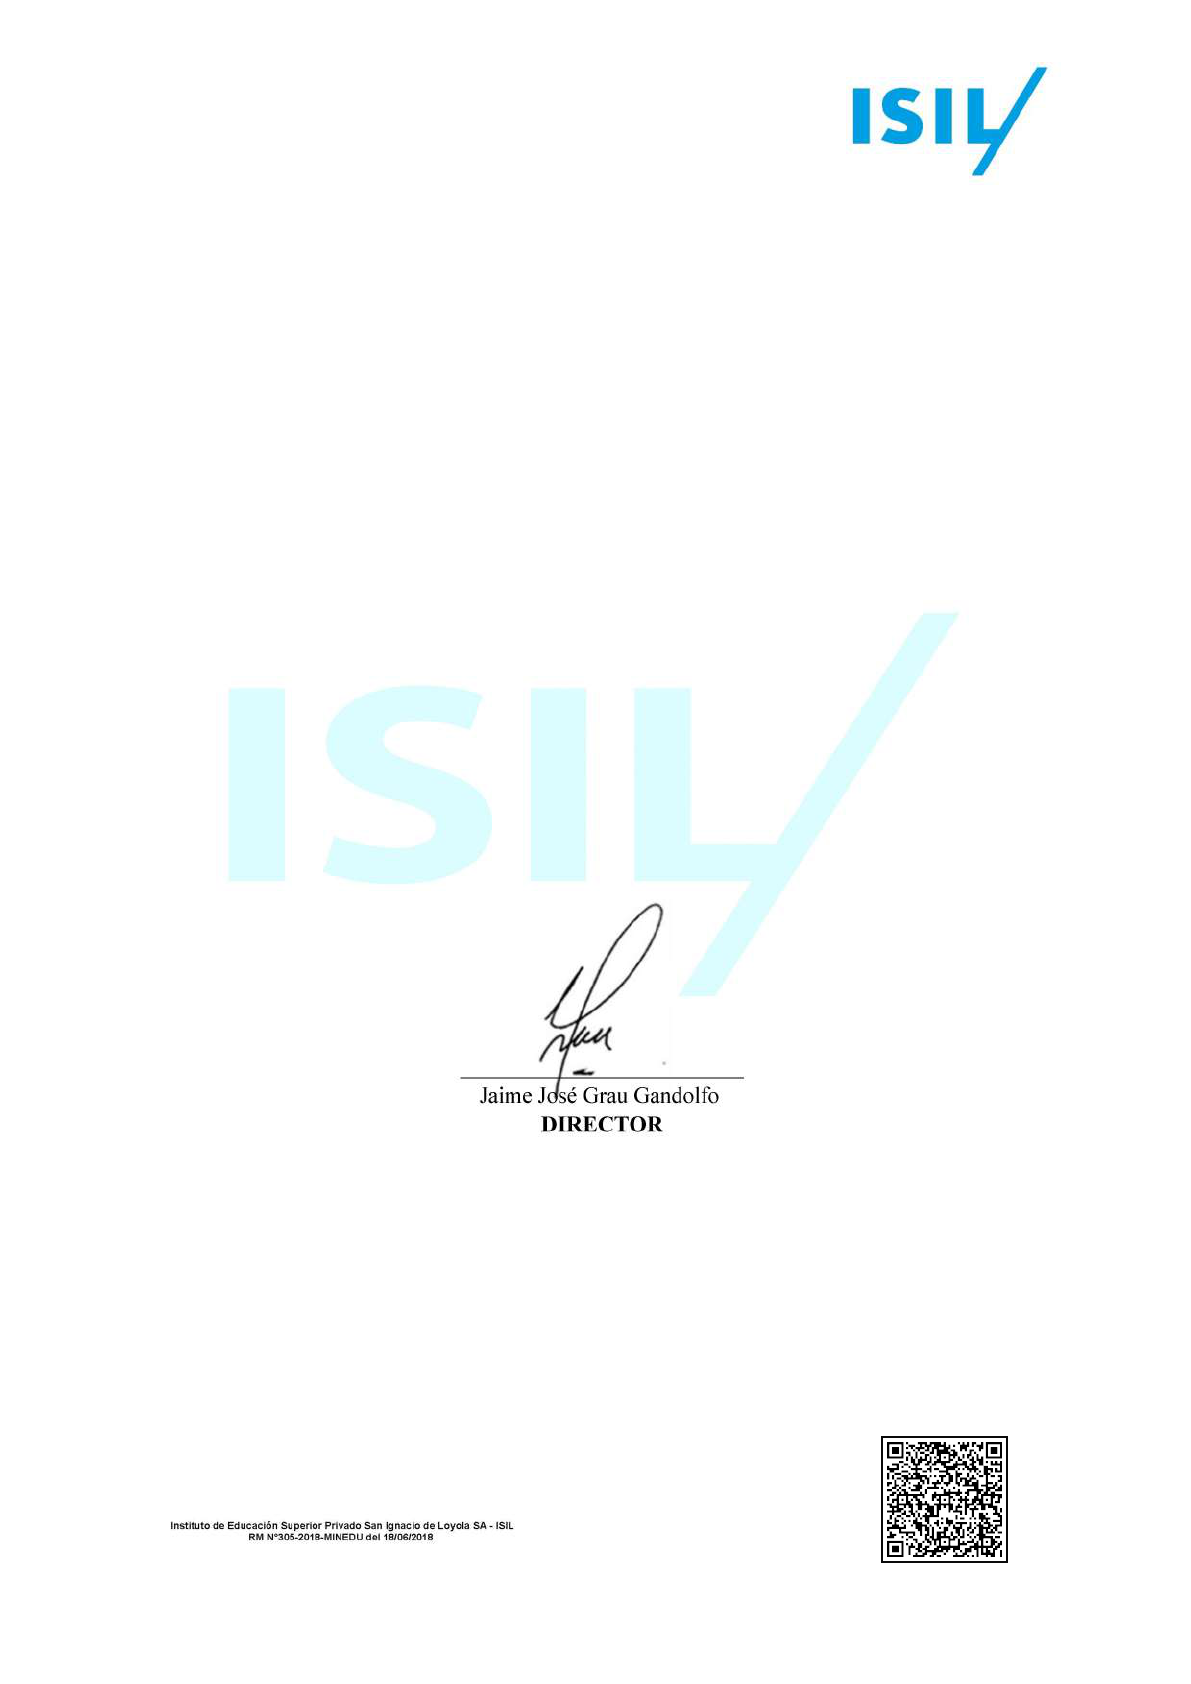 ISIL
ISIL
Jaime José Grau Gandolfo
DIRECTOR
Instituto de Educación Superior Privado San Ignacio de Loyola SA - ISIL
RM N°305-2018-MINEDU del 18/06/2018